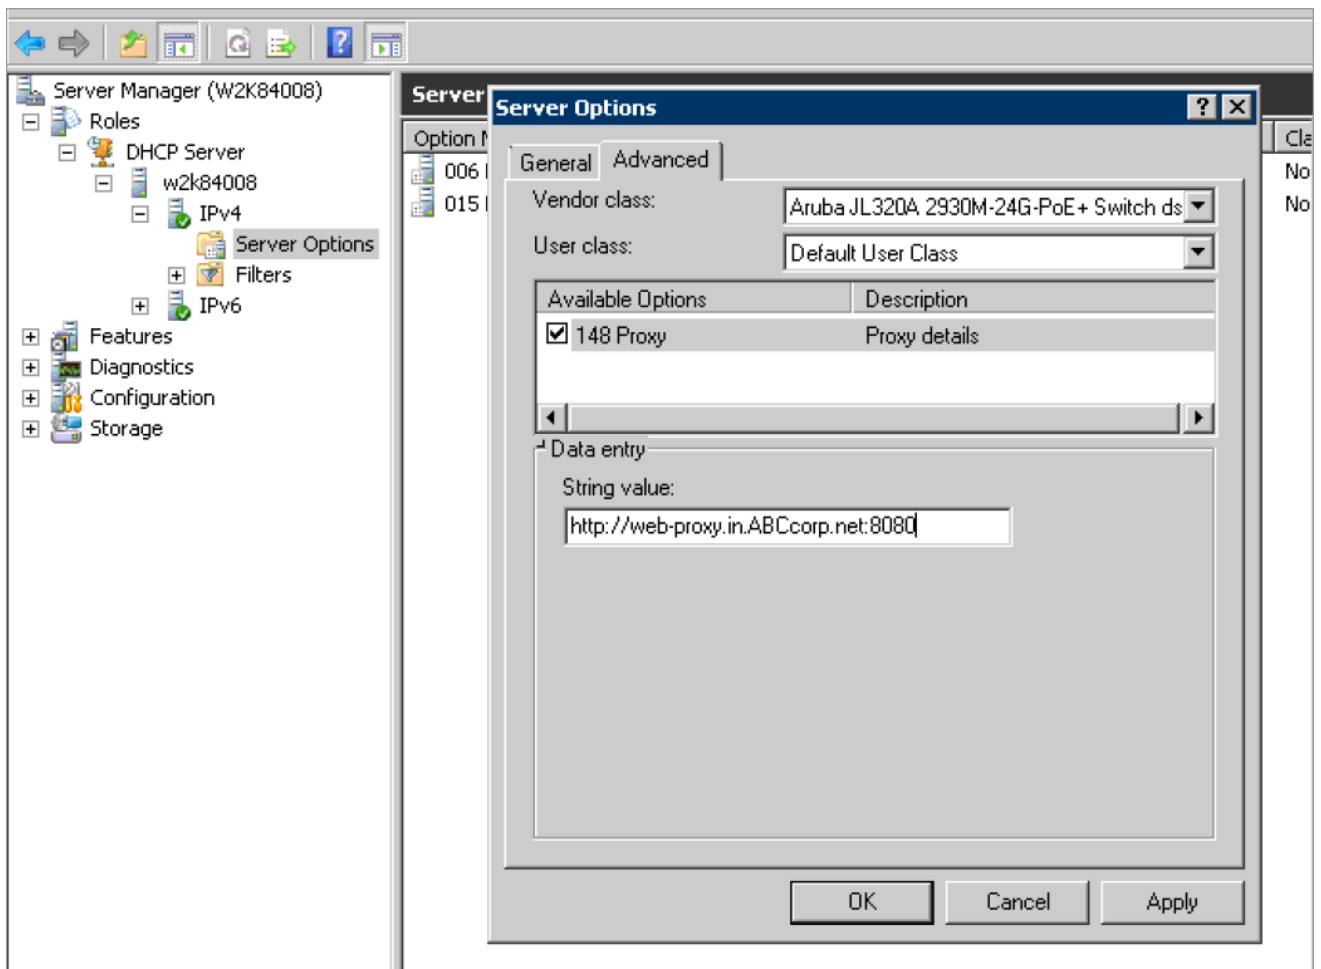 Server Manager (W2K84008)
Roles
DHCP Server
w2k84008
IPv4
Server Options
Filters
IPv6
Features
Diagnostics
Configuration
Storage
Server
Option
006
015
Server Options
General
Advanced
Vendor class:
Aruba JL320A 2930M-24G-PoE+ Switch ds
User class:
Default User Class
Available Options Description
148 Proxy Proxy details
Data entry
String value:
http://web-proxy.in.ABCcorp.net:8080
OK Cancel Apply
Cla
No
No